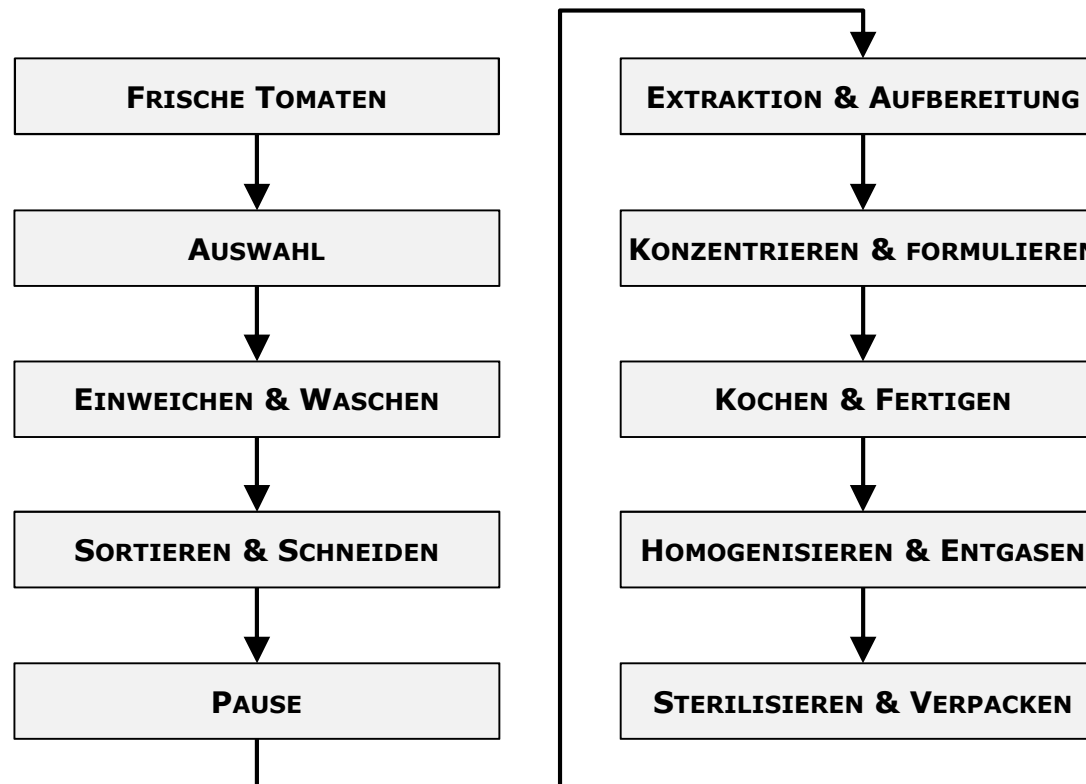 Frische Tomaten
Auswahl
Einweichen & Waschen
Sortieren & Schneiden
Pause
Extraktion & Aufbereitung
Konzentrieren & formulieren
Kochen & Fertigen
Homogenisieren & Entgasen
Sterilisieren & Verpacken